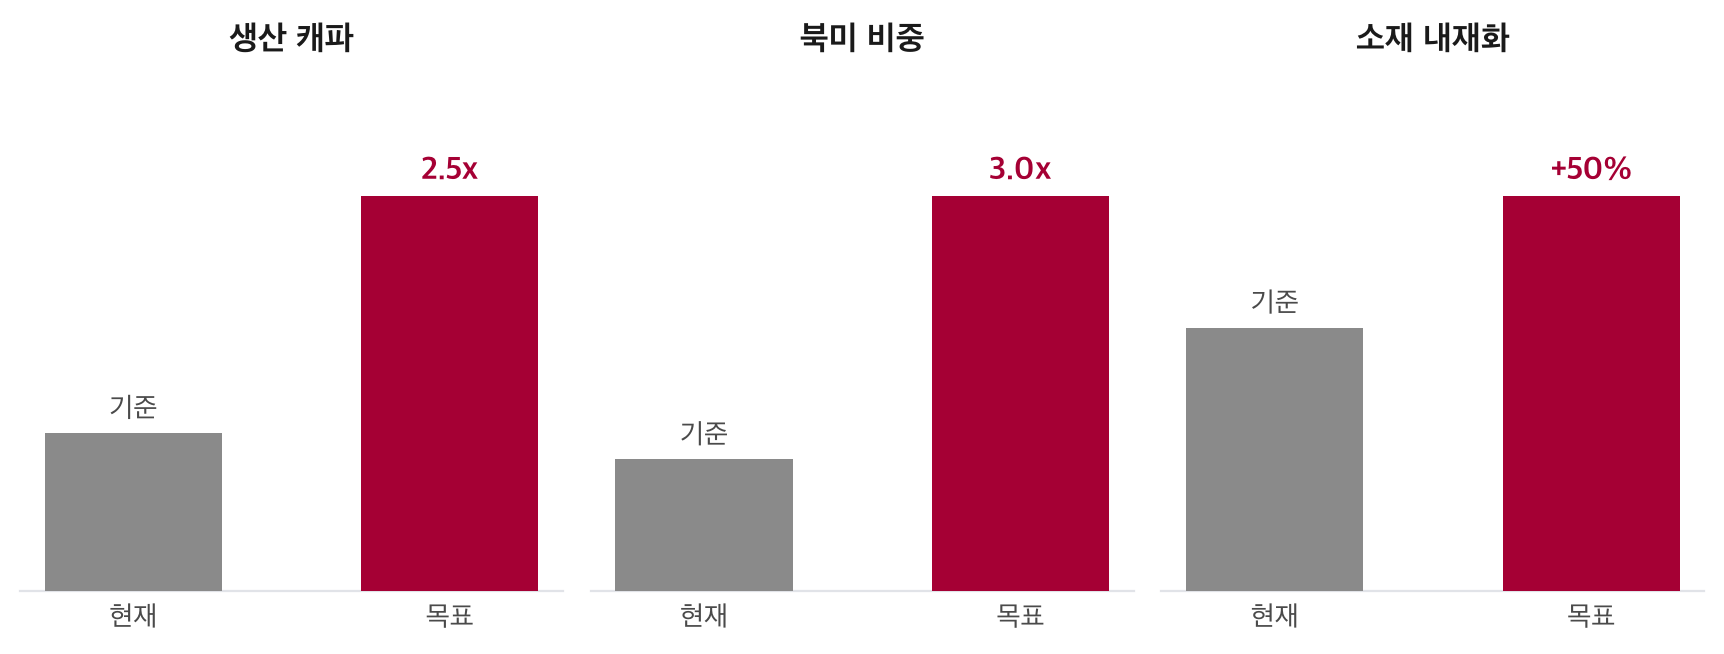 생산 캐파
2.5x
기준
현재
목표
북미 비중
3.0x
기준
현재
목표
소재 내재화
+50%
기준
현재
목표